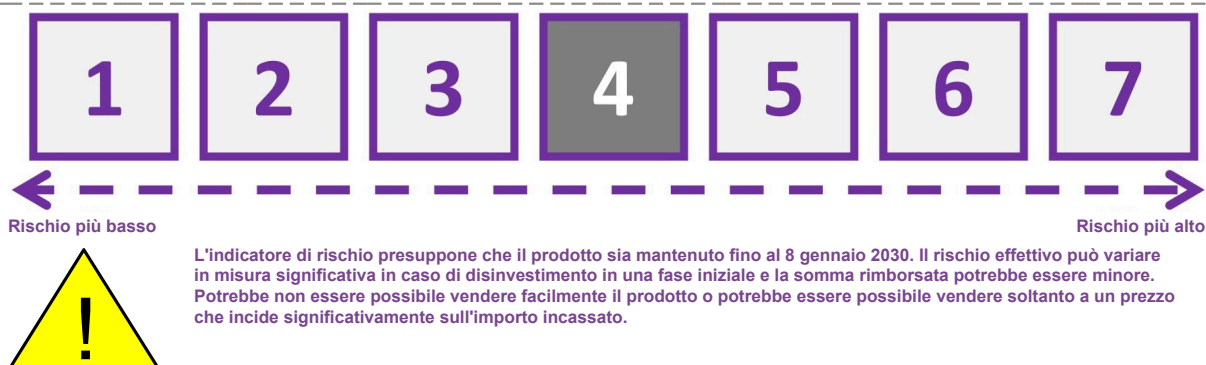 1 2 3 4 5 6 7
Rischio più basso Rischio più alto
L'indicatore di rischio presuppone che il prodotto sia mantenuto fino al 8 gennaio 2030. Il rischio effettivo può variare
in misura significativa in caso di disinvestimento in una fase iniziale e la somma rimborsata potrebbe essere minore.
Potrebbe non essere possibile vendere facilmente il prodotto o potrebbe essere possibile vendere soltanto a un prezzo
che incide significativamente sull'importo incassato.
!